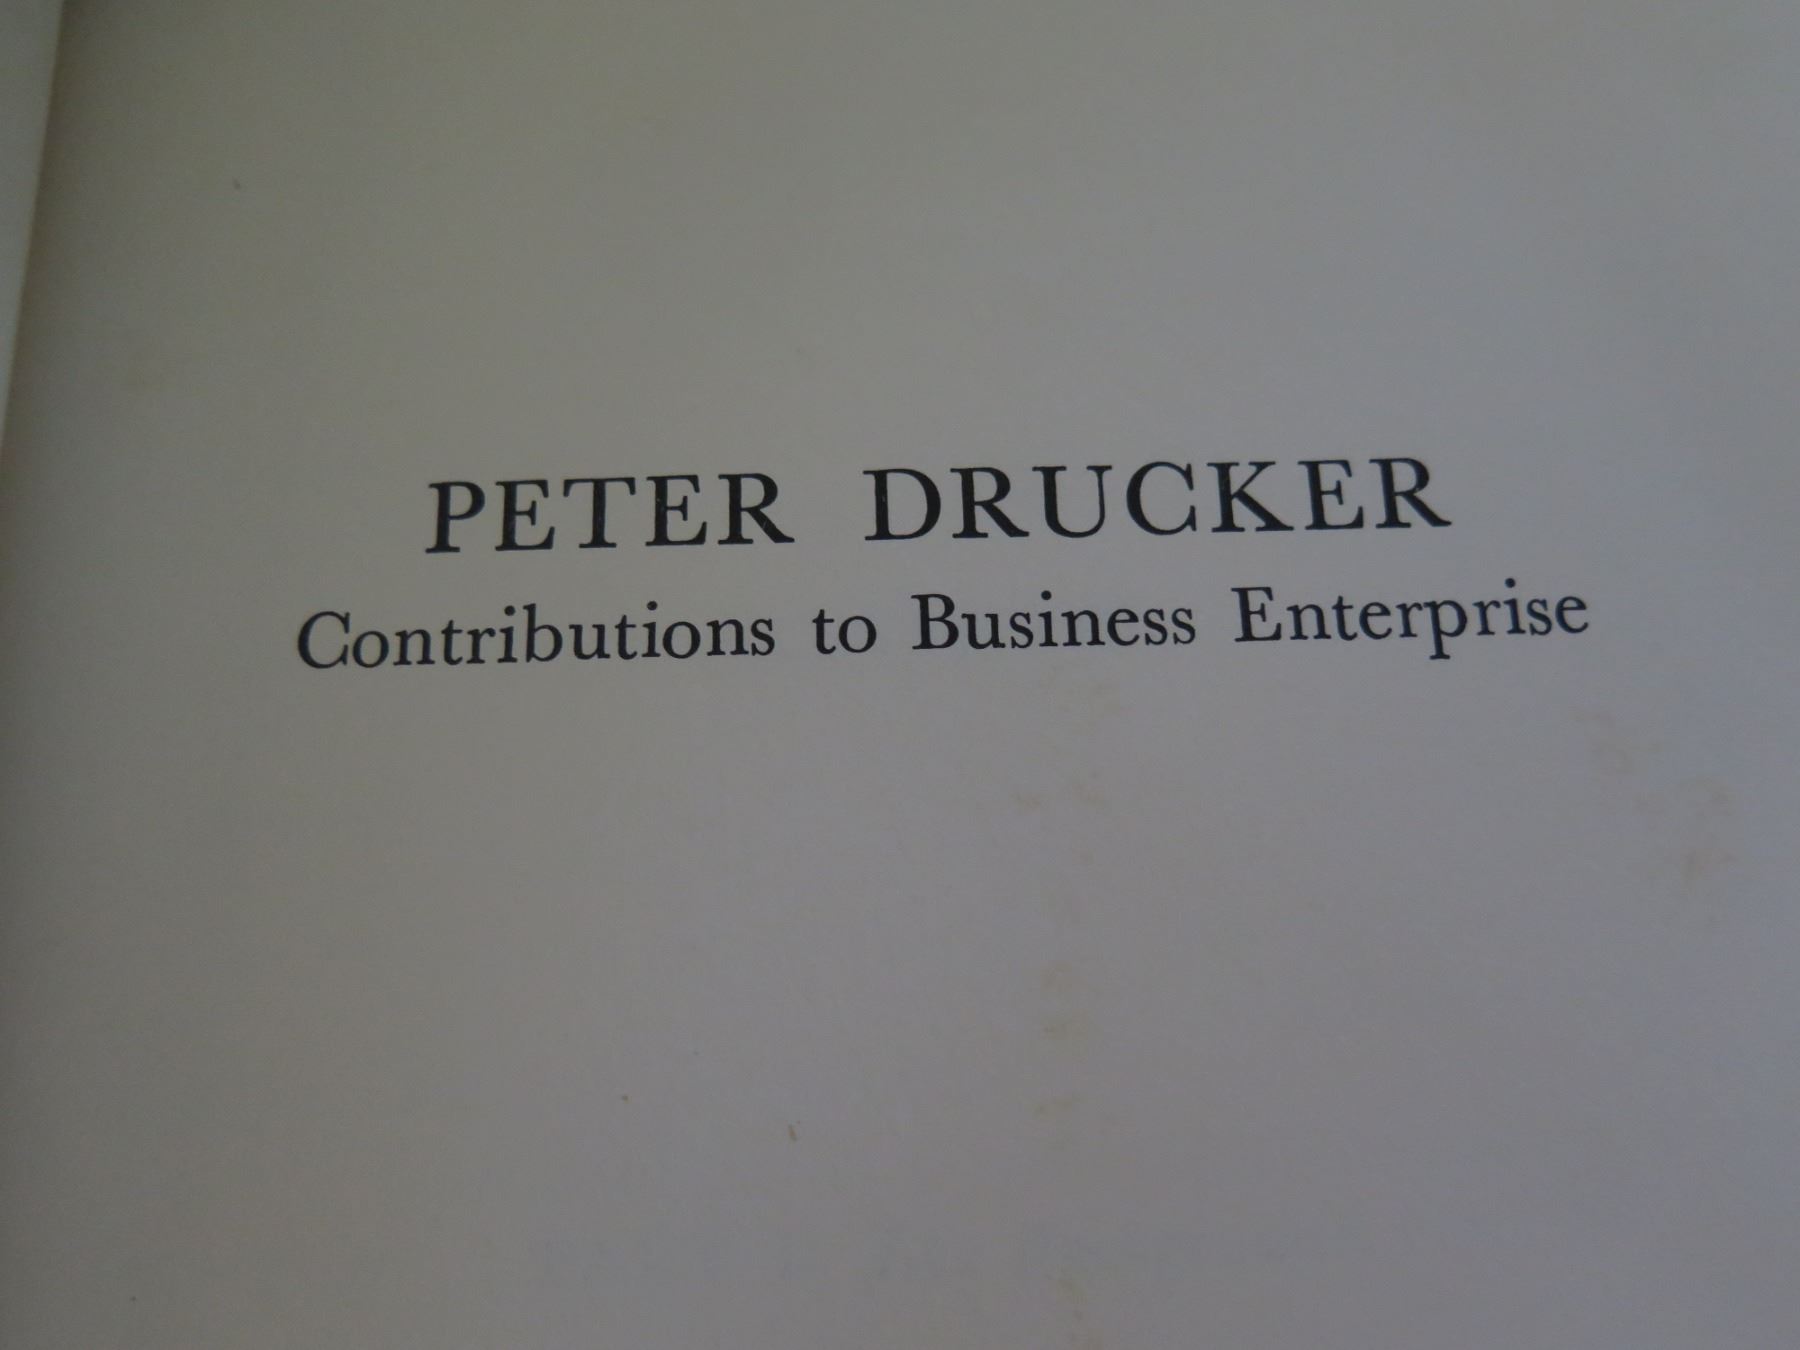 PETER DRUCKER
Contributions to Business Enterprise